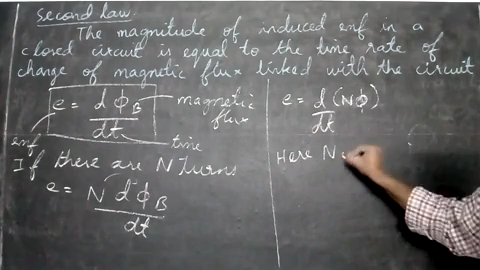 Second law.
The magnitude of induced emf in a
closed circuit is equal to the time rate of
change of magnetic flux linked with the circuit
e = dϕB/dt
magnetic
flux
emf
time
If there are N turns
e = N dϕB/dt
e = d/dt (Nϕ)
Here N